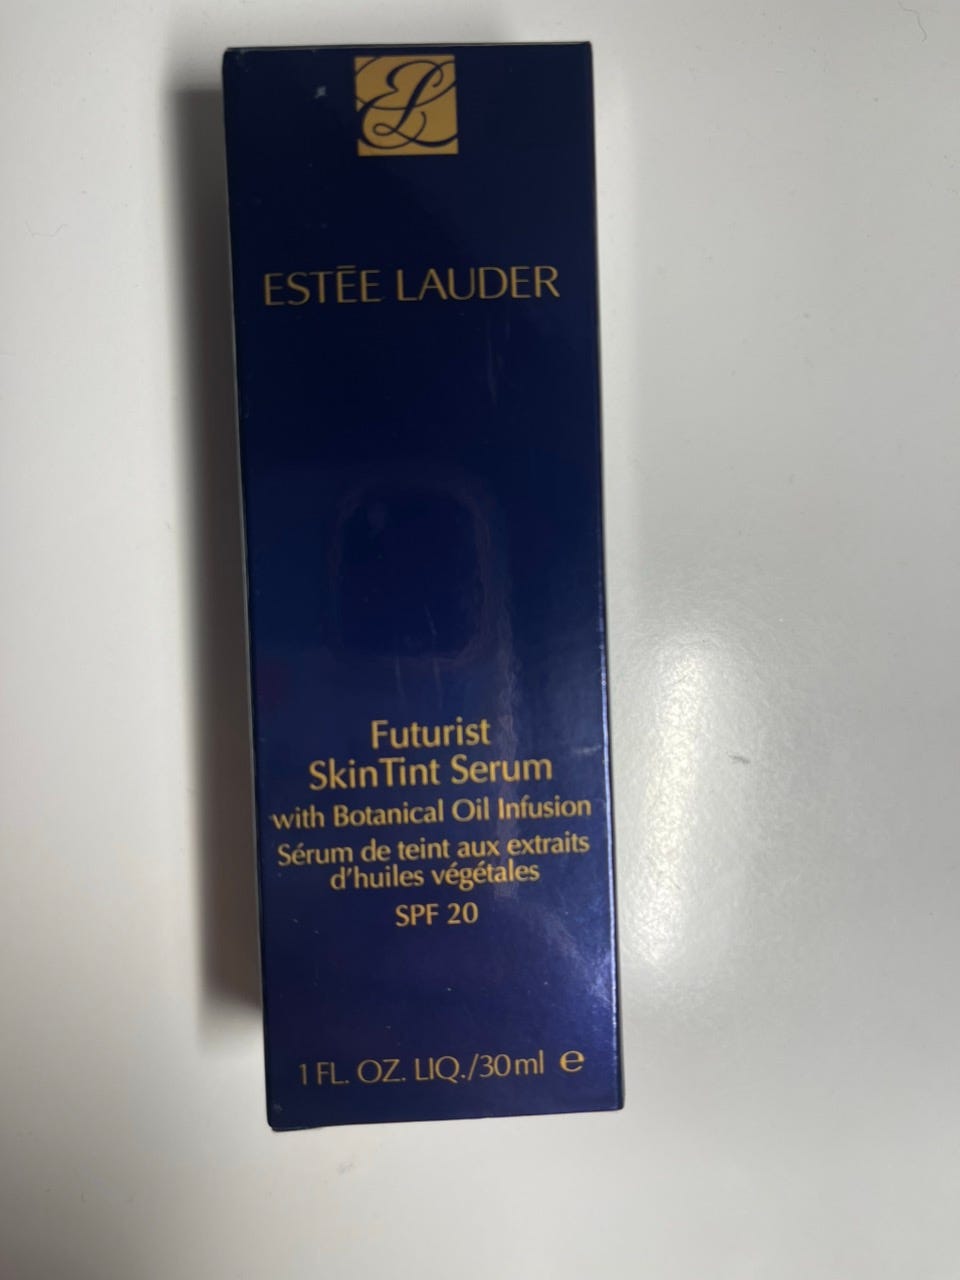 EL
ESTĒE LAUDER
Futurist
SkinTint Serum
with Botanical Oil Infusion
Sérum de teint aux extraits
d'huiles végétales
SPF 20
1 FL. OZ. LIQ./30ml ℮